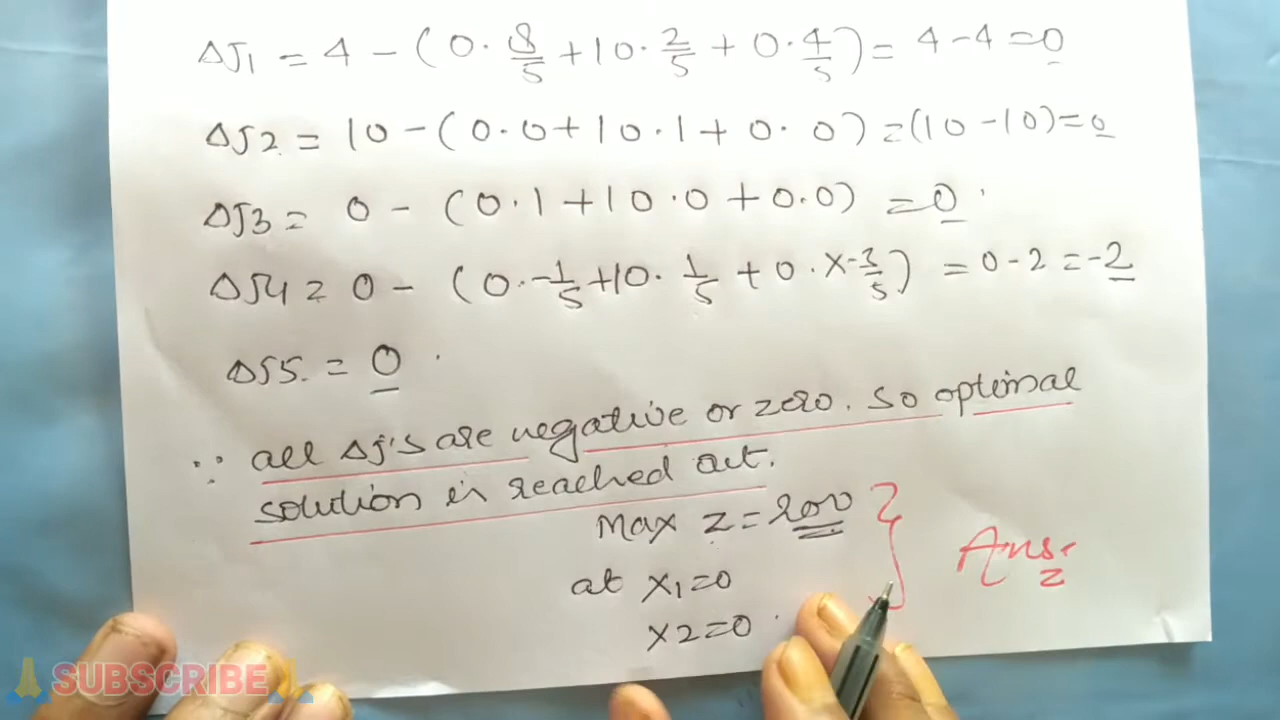 ΔJ1 = 4 - (0·8/5 + 10·2/5 + 0·4/5) = 4-4 = 0
ΔJ2 = 10 - (0·0 + 10·1 + 0·0) = (10-10) = 0
ΔJ3 = 0 - (0·1 + 10·0 + 0·0) = 0
ΔJ4 = 0 - (0·-1/5 + 10·1/5 + 0·x-3/5) = 0-2 = -2
ΔJ5 = 0
∵ all Δj's are negative or zero. So optimal
solution is reached at.
Max Z = 200
at x1=0
x2=0
Ans.
SUBSCRIBE